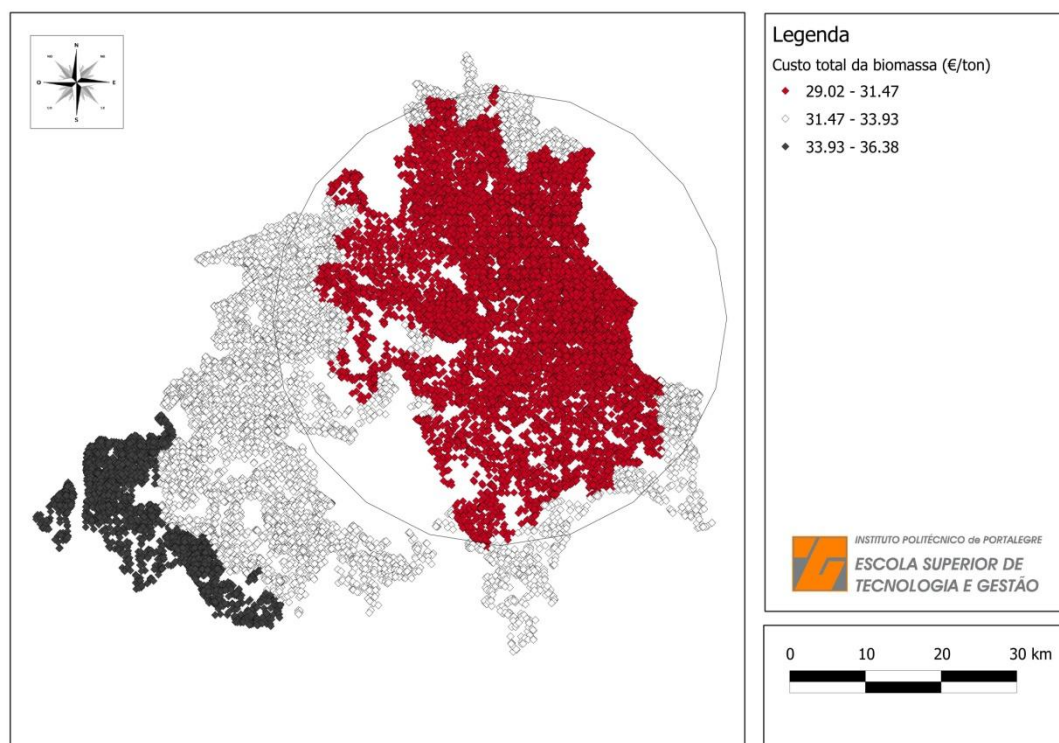 N
O
E
S
Legenda
Custo total da biomassa (€/ton)
29.02 - 31.47
31.47 - 33.93
33.93 - 36.38
INSTITUTO POLITÉCNICO de PORTALEGRE
ESCOLA SUPERIOR DE
TECNOLOGIA E GESTÃO
0 10 20 30 km